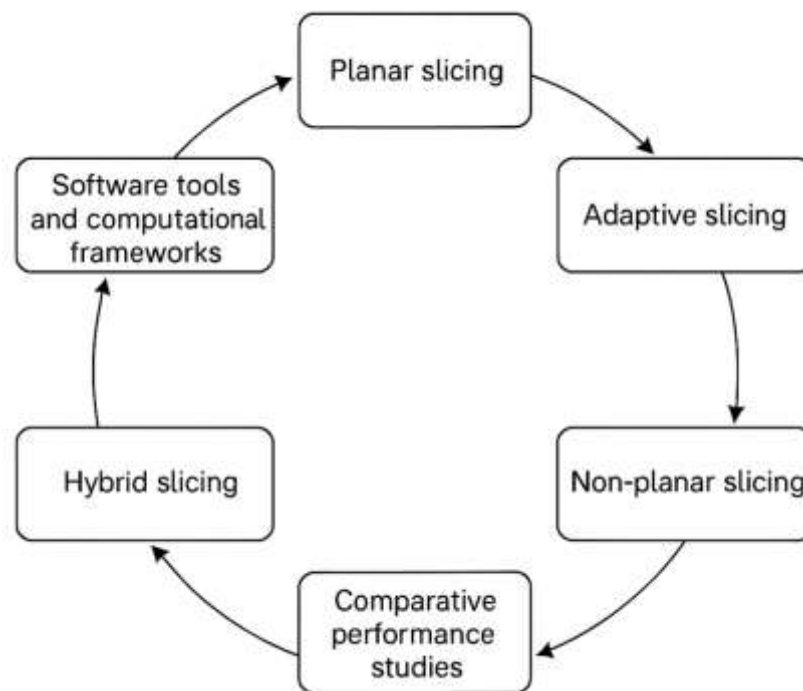 Planar slicing
Adaptive slicing
Non-planar slicing
Comparative
performance
studies
Hybrid slicing
Software tools
and computational
frameworks